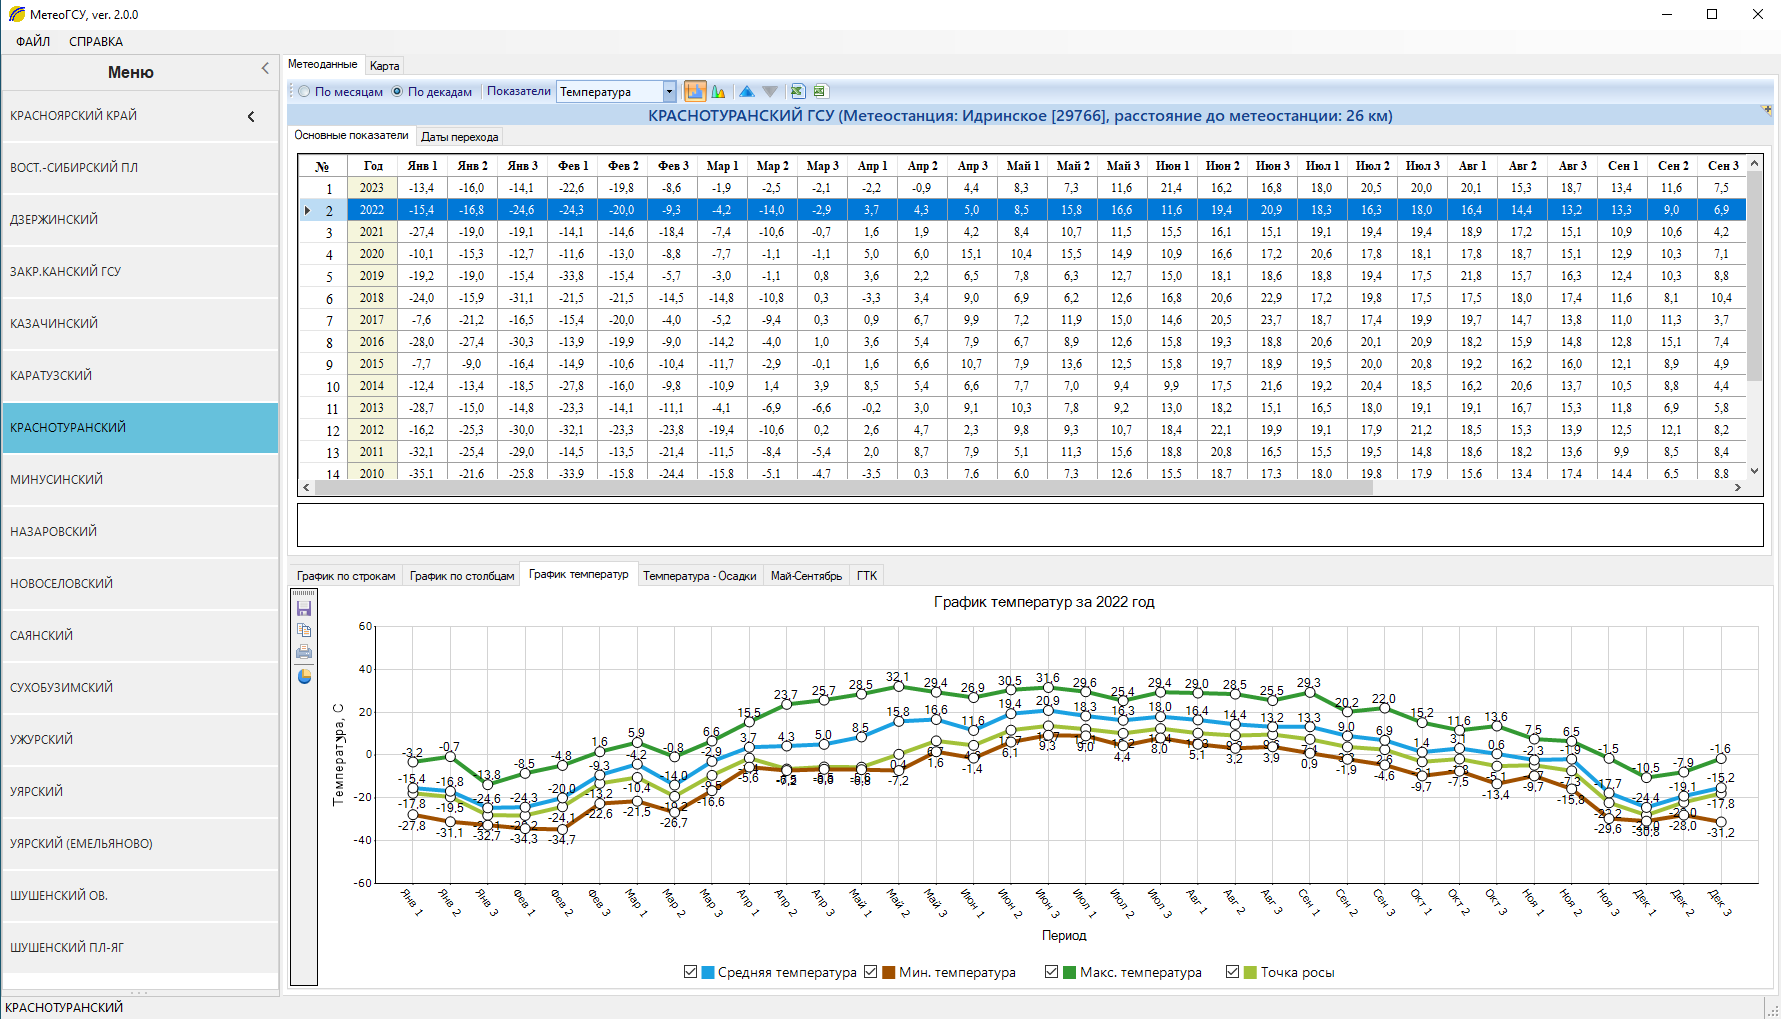 МетеоГСУ, ver. 2.0.0
ФАЙЛ СПРАВКА
Меню
КРАСНОЯРСКИЙ КРАЙ
ВОСТ.-СИБИРСКИЙ ПЛ
ДЗЕРЖИНСКИЙ
ЗАКР.КАНСКИЙ ГСУ
КАЗАЧИНСКИЙ
КАРАТУЗСКИЙ
КРАСНОТУРАНСКИЙ
МИНУСИНСКИЙ
НАЗАРОВСКИЙ
НОВОСЕЛОВСКИЙ
САЯНСКИЙ
СУХОБУЗИМСКИЙ
УЖУРСКИЙ
УЯРСКИЙ
УЯРСКИЙ (ЕМЕЛЬЯНОВО)
ШУШЕНСКИЙ ОВ.
ШУШЕНСКИЙ ПЛ-ЯГ
Метеоданные Карта
По месяцам По декадам Показатели Температура
КРАСНОТУРАНСКИЙ ГСУ (Метеостанция: Идринское [29766], расстояние до метеостанции: 26 км)
Основные показатели Даты перехода
№ Год Янв 1 Янв 2 Янв 3 Фев 1 Фев 2 Фев 3 Мар 1 Мар 2 Мар 3 Апр 1 Апр 2 Апр 3 Май 1 Май 2 Май 3 Июн 1 Июн 2 Июн 3 Июл 1 Июл 2 Июл 3 Авг 1 Авг 2 Авг 3 Сен 1 Сен 2 Сен 3
1 2023 -13,4 -16,0 -14,1 -22,6 -19,8 -8,6 -1,9 -2,5 -2,1 -2,2 -0,9 4,4 8,3 7,3 11,6 21,4 16,2 16,8 18,0 20,5 20,0 20,1 15,3 18,7 13,4 11,6 7,5
2 2022 -15,4 -16,8 -24,6 -24,3 -20,0 -9,3 -4,2 -14,0 -2,9 3,7 4,3 5,0 8,5 15,8 16,6 11,6 19,4 20,9 18,3 16,3 18,0 16,4 14,4 13,2 13,3 9,0 6,9
3 2021 -27,4 -19,0 -19,1 -14,1 -14,6 -18,4 -7,4 -10,6 -0,7 1,6 1,9 4,2 8,4 10,7 11,5 15,5 16,1 15,1 19,1 19,4 19,4 18,9 17,2 15,1 10,9 10,6 4,2
4 2020 -10,1 -15,3 -12,7 -11,6 -13,0 -8,8 -7,7 -1,1 -1,1 5,0 6,0 15,1 10,4 15,5 14,9 10,9 16,6 17,2 20,6 17,8 18,1 17,8 18,7 15,1 12,9 10,3 7,1
5 2019 -19,2 -19,0 -15,4 -33,8 -15,4 -5,7 -3,0 -1,1 0,8 3,6 2,2 6,5 7,8 6,3 12,7 15,0 18,1 18,6 18,8 19,4 17,5 21,8 15,7 16,3 12,4 10,3 8,8
6 2018 -24,0 -15,9 -31,1 -21,5 -21,5 -14,5 -14,8 -10,8 0,3 -3,3 3,4 9,0 6,9 6,2 12,6 16,8 20,6 22,9 17,2 19,8 17,5 17,5 18,0 17,4 11,6 8,1 10,4
7 2017 -7,6 -21,2 -16,5 -15,4 -20,0 -4,0 -5,2 -9,4 0,3 0,9 6,7 9,9 7,2 11,9 15,0 14,6 20,5 23,7 18,7 17,4 19,9 19,7 14,7 13,8 11,0 11,3 3,7
8 2016 -28,0 -27,4 -30,3 -13,9 -19,9 -9,0 -14,2 -4,0 1,0 3,6 5,4 7,9 6,7 8,9 12,6 15,8 19,3 18,8 20,6 20,1 20,9 18,2 15,9 14,8 12,8 15,1 7,4
9 2015 -7,7 -9,0 -16,4 -14,9 -10,6 -10,4 -11,7 -2,9 -0,1 1,6 6,6 10,7 7,9 13,6 12,5 15,8 19,7 18,9 19,5 20,0 20,8 19,2 16,2 16,0 12,1 8,9 4,9
10 2014 -12,4 -13,4 -18,5 -27,8 -16,0 -9,8 -10,9 1,4 3,9 8,5 5,4 6,6 7,7 7,0 9,4 9,9 17,5 21,6 19,2 20,4 18,5 16,2 20,6 13,7 10,5 8,8 4,4
11 2013 -28,7 -15,0 -14,8 -23,3 -14,1 -11,1 -4,1 -6,9 -6,6 -0,2 3,0 9,1 10,3 7,8 9,2 13,0 18,2 15,1 16,5 18,0 19,1 19,1 16,7 15,3 11,8 6,9 5,8
12 2012 -16,2 -25,3 -30,0 -32,1 -23,3 -23,8 -19,4 -10,6 0,2 2,6 4,7 2,3 9,8 9,3 10,7 18,4 22,1 19,9 19,1 17,9 21,2 18,5 15,3 13,9 12,5 12,1 8,2
13 2011 -32,1 -25,4 -29,0 -14,5 -13,5 -21,4 -11,5 -8,4 -5,4 2,0 8,7 7,9 5,1 11,3 15,6 18,8 20,8 16,5 15,5 19,5 14,8 18,6 18,2 13,6 9,9 8,5 8,4
14 2010 -35,1 -21,6 -25,8 -33,9 -15,8 -24,4 -15,8 -5,1 -4,7 -3,5 0,3 7,6 6,0 7,3 12,6 15,5 18,7 17,3 18,0 19,8 17,9 15,6 13,4 17,4 14,4 6,5 8,8
График по строкам График по столбцам График температур Температура - Осадки Май-Сентябрь ГТК
График температур за 2022 год
Температура, С
60
40
20
0
-20
-40
-60
-3,2 -0,7 -13,8 -8,5 -4,8 1,6 5,9 -0,8 6,6 15,5 23,7 25,7 28,5 32,1 29,4 26,9 30,5 31,6 29,6 25,4 29,4 29,0 28,5 25,5 29,3 20,2 22,0 15,2 11,6 13,6 7,5 6,5 -1,5 -10,5 -7,9 -1,6
-15,4 -16,8 -24,6 -24,3 -20,0 -9,3 -4,2 -14,0 -2,9 3,7 4,3 5,0 8,5 15,8 16,6 11,6 19,4 20,9 18,3 16,3 18,0 16,4 14,4 13,2 13,3 9,0 6,9 1,4 3,1 0,6 -2,3 -1,9 -17,7 -24,4 -19,1 -15,2
-17,8 -19,5 -24,1 -13,2 -10,4 -17,8
-27,8 -31,1 -32,7 -34,3 -34,7 -22,6 -21,5 -26,7 -16,6 -5,6 -7,2 1,6 -1,4 6,1 9,3 9,0 4,4 8,0 5,1 3,2 3,9 0,9 -1,9 -4,6 -9,7 -7,5 -13,4 -9,7 -15,8 -29,6 -30,8 -28,0 -31,2
Янв 1 Янв 2 Янв 3 Фев 1 Фев 2 Фев 3 Мар 1 Мар 2 Мар 3 Апр 1 Апр 2 Апр 3 Май 1 Май 2 Май 3 Июн 1 Июн 2 Июн 3 Июл 1 Июл 2 Июл 3 Авг 1 Авг 2 Авг 3 Сен 1 Сен 2 Сен 3 Окт 1 Окт 2 Окт 3 Ноя 1 Ноя 2 Ноя 3 Дек 1 Дек 2 Дек 3
Период
Средняя температура Мин. температура Макс. температура Точка росы
КРАСНОТУРАНСКИЙ